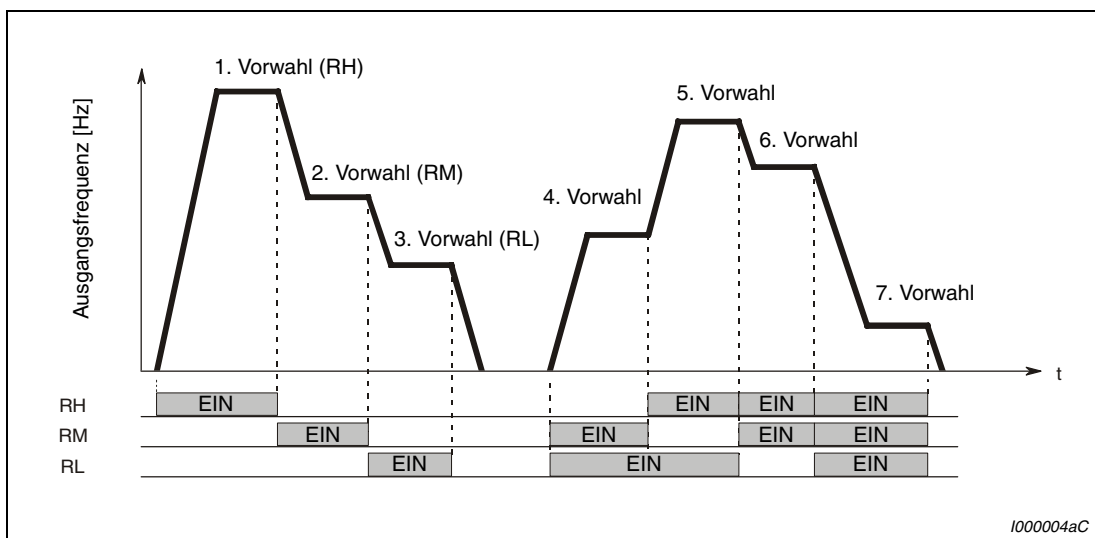 Ausgangsfrequenz [Hz]
1. Vorwahl (RH)
2. Vorwahl (RM)
3. Vorwahl (RL)
4. Vorwahl
5. Vorwahl
6. Vorwahl
7. Vorwahl
t
RH EIN EIN EIN EIN
RM EIN EIN EIN EIN
RL EIN EIN EIN
I000004aC